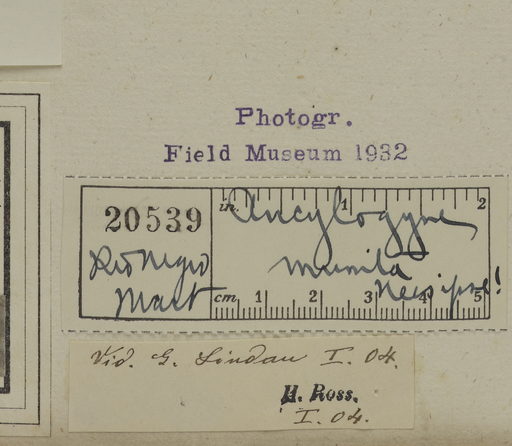 Photogr.
Field Museum 1932
in. 1 2
20539
Ancylogyne
Rio Negro
munita
Nees ipse!
Mart
cm. 1 2 3 4 5
Vid. G. Lindau I. 04.
H. Ross.
I. 04.